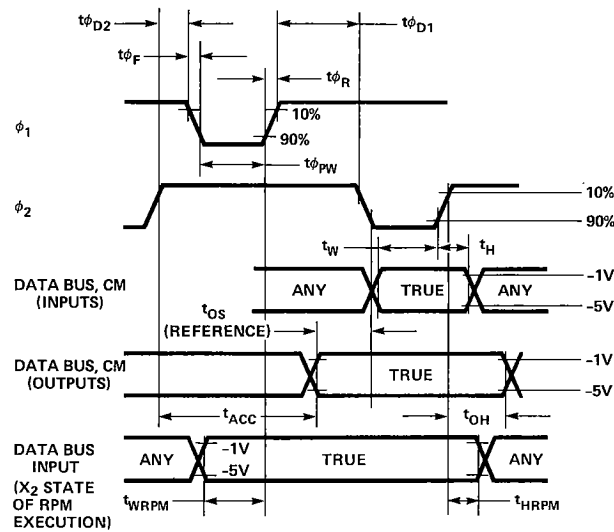 tϕD2
tϕD1
tϕF
tϕR
10%
ϕ1
90%
tϕPW
ϕ2
10%
90%
tW
tH
DATA BUS, CM
(INPUTS)
ANY
TRUE
ANY
–1V
–5V
tOS
(REFERENCE)
DATA BUS, CM
(OUTPUTS)
TRUE
–1V
–5V
tACC
tOH
DATA BUS
INPUT
(X2 STATE
OF RPM
EXECUTION)
ANY
–1V
–5V
TRUE
ANY
tWRPM
tHRPM